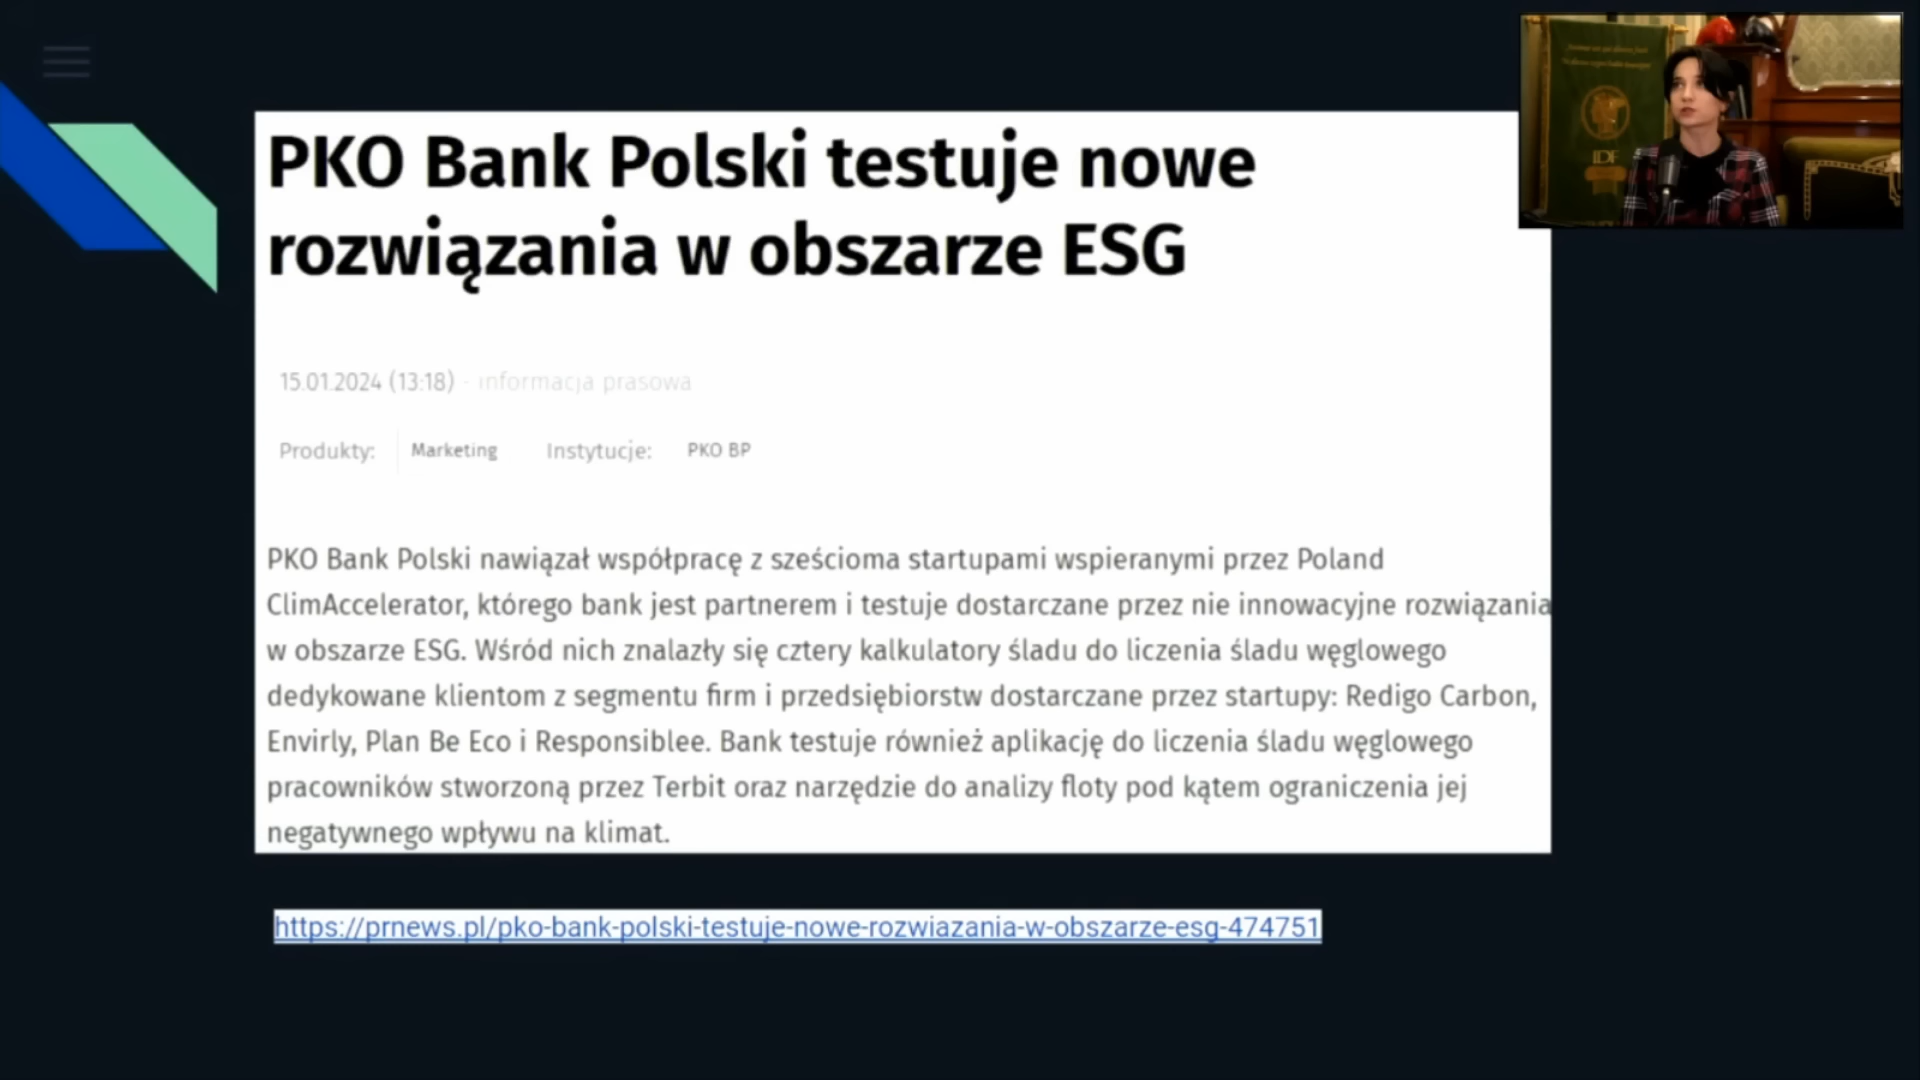 PKO Bank Polski testuje nowe
rozwiązania w obszarze ESG
15.01.2024 (13:18) - informacja prasowa
Produkty: Marketing Instytucje: PKO BP
PKO Bank Polski nawiązał współpracę z sześcioma startupami wspieranymi przez Poland
ClimAccelerator, którego bank jest partnerem i testuje dostarczane przez nie innowacyjne rozwiązania
w obszarze ESG. Wśród nich znalazły się cztery kalkulatory śladu do liczenia śladu węglowego
dedykowane klientom z segmentu firm i przedsiębiorstw dostarczane przez startupy: Redigo Carbon,
Envirly, Plan Be Eco i Responsiblee. Bank testuje również aplikację do liczenia śladu węglowego
pracowników stworzoną przez Terbit oraz narzędzie do analizy floty pod kątem ograniczenia jej
negatywnego wpływu na klimat.
https://prnews.pl/pko-bank-polski-testuje-nowe-rozwiazania-w-obszarze-esg-474751
IDF